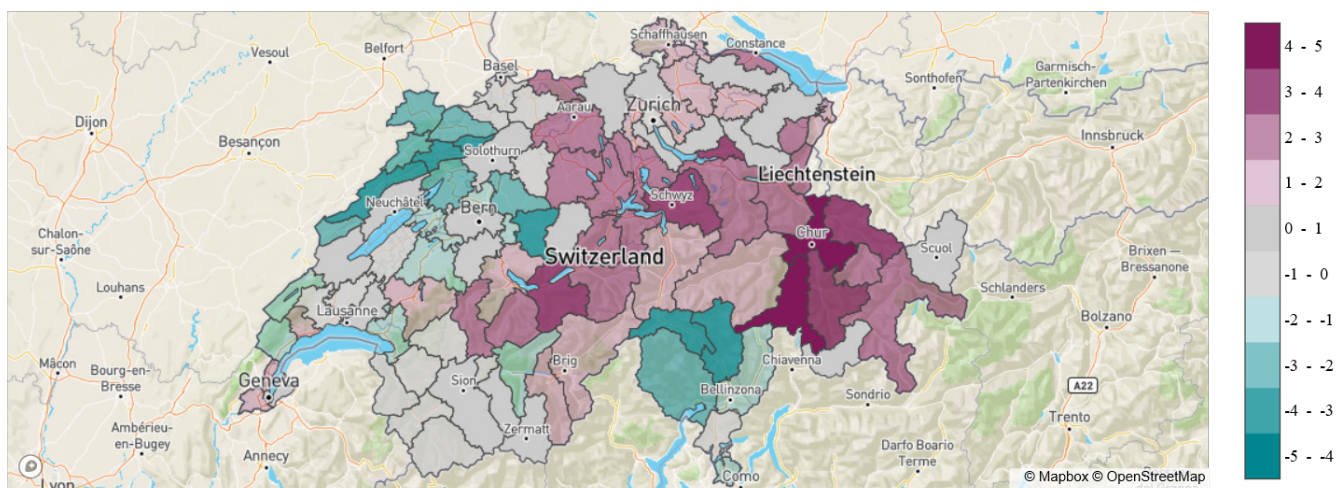 Schaffhausen
Constance
Vesoul
Belfort
Basel
Sonthofen
Garmisch-
Partenkirchen
Aarau
Zürich
Dijon
Besançon
Innsbruck
Solothurn
Liechtenstein
Schwyz
Neuchâtel
Bern
Chur
Chalon-
sur-Saône
Switzerland
Scuol
Brixen —
Bressanone
Louhans
Schlanders
Lausanne
Bolzano
Mâcon
Bourg-en-
Bresse
Brig
Chiavenna
Geneva
Sion
Bellinzona
Sondrio
A22
Trento
Ambérieu-
en-Bugey
Zermatt
Annecy
Darfo Boario
Terme
Lyon
Como
© Mapbox © OpenStreetMap
4 - 5
3 - 4
2 - 3
1 - 2
0 - 1
-1 - 0
-2 - -1
-3 - -2
-4 - -3
-5 - -4